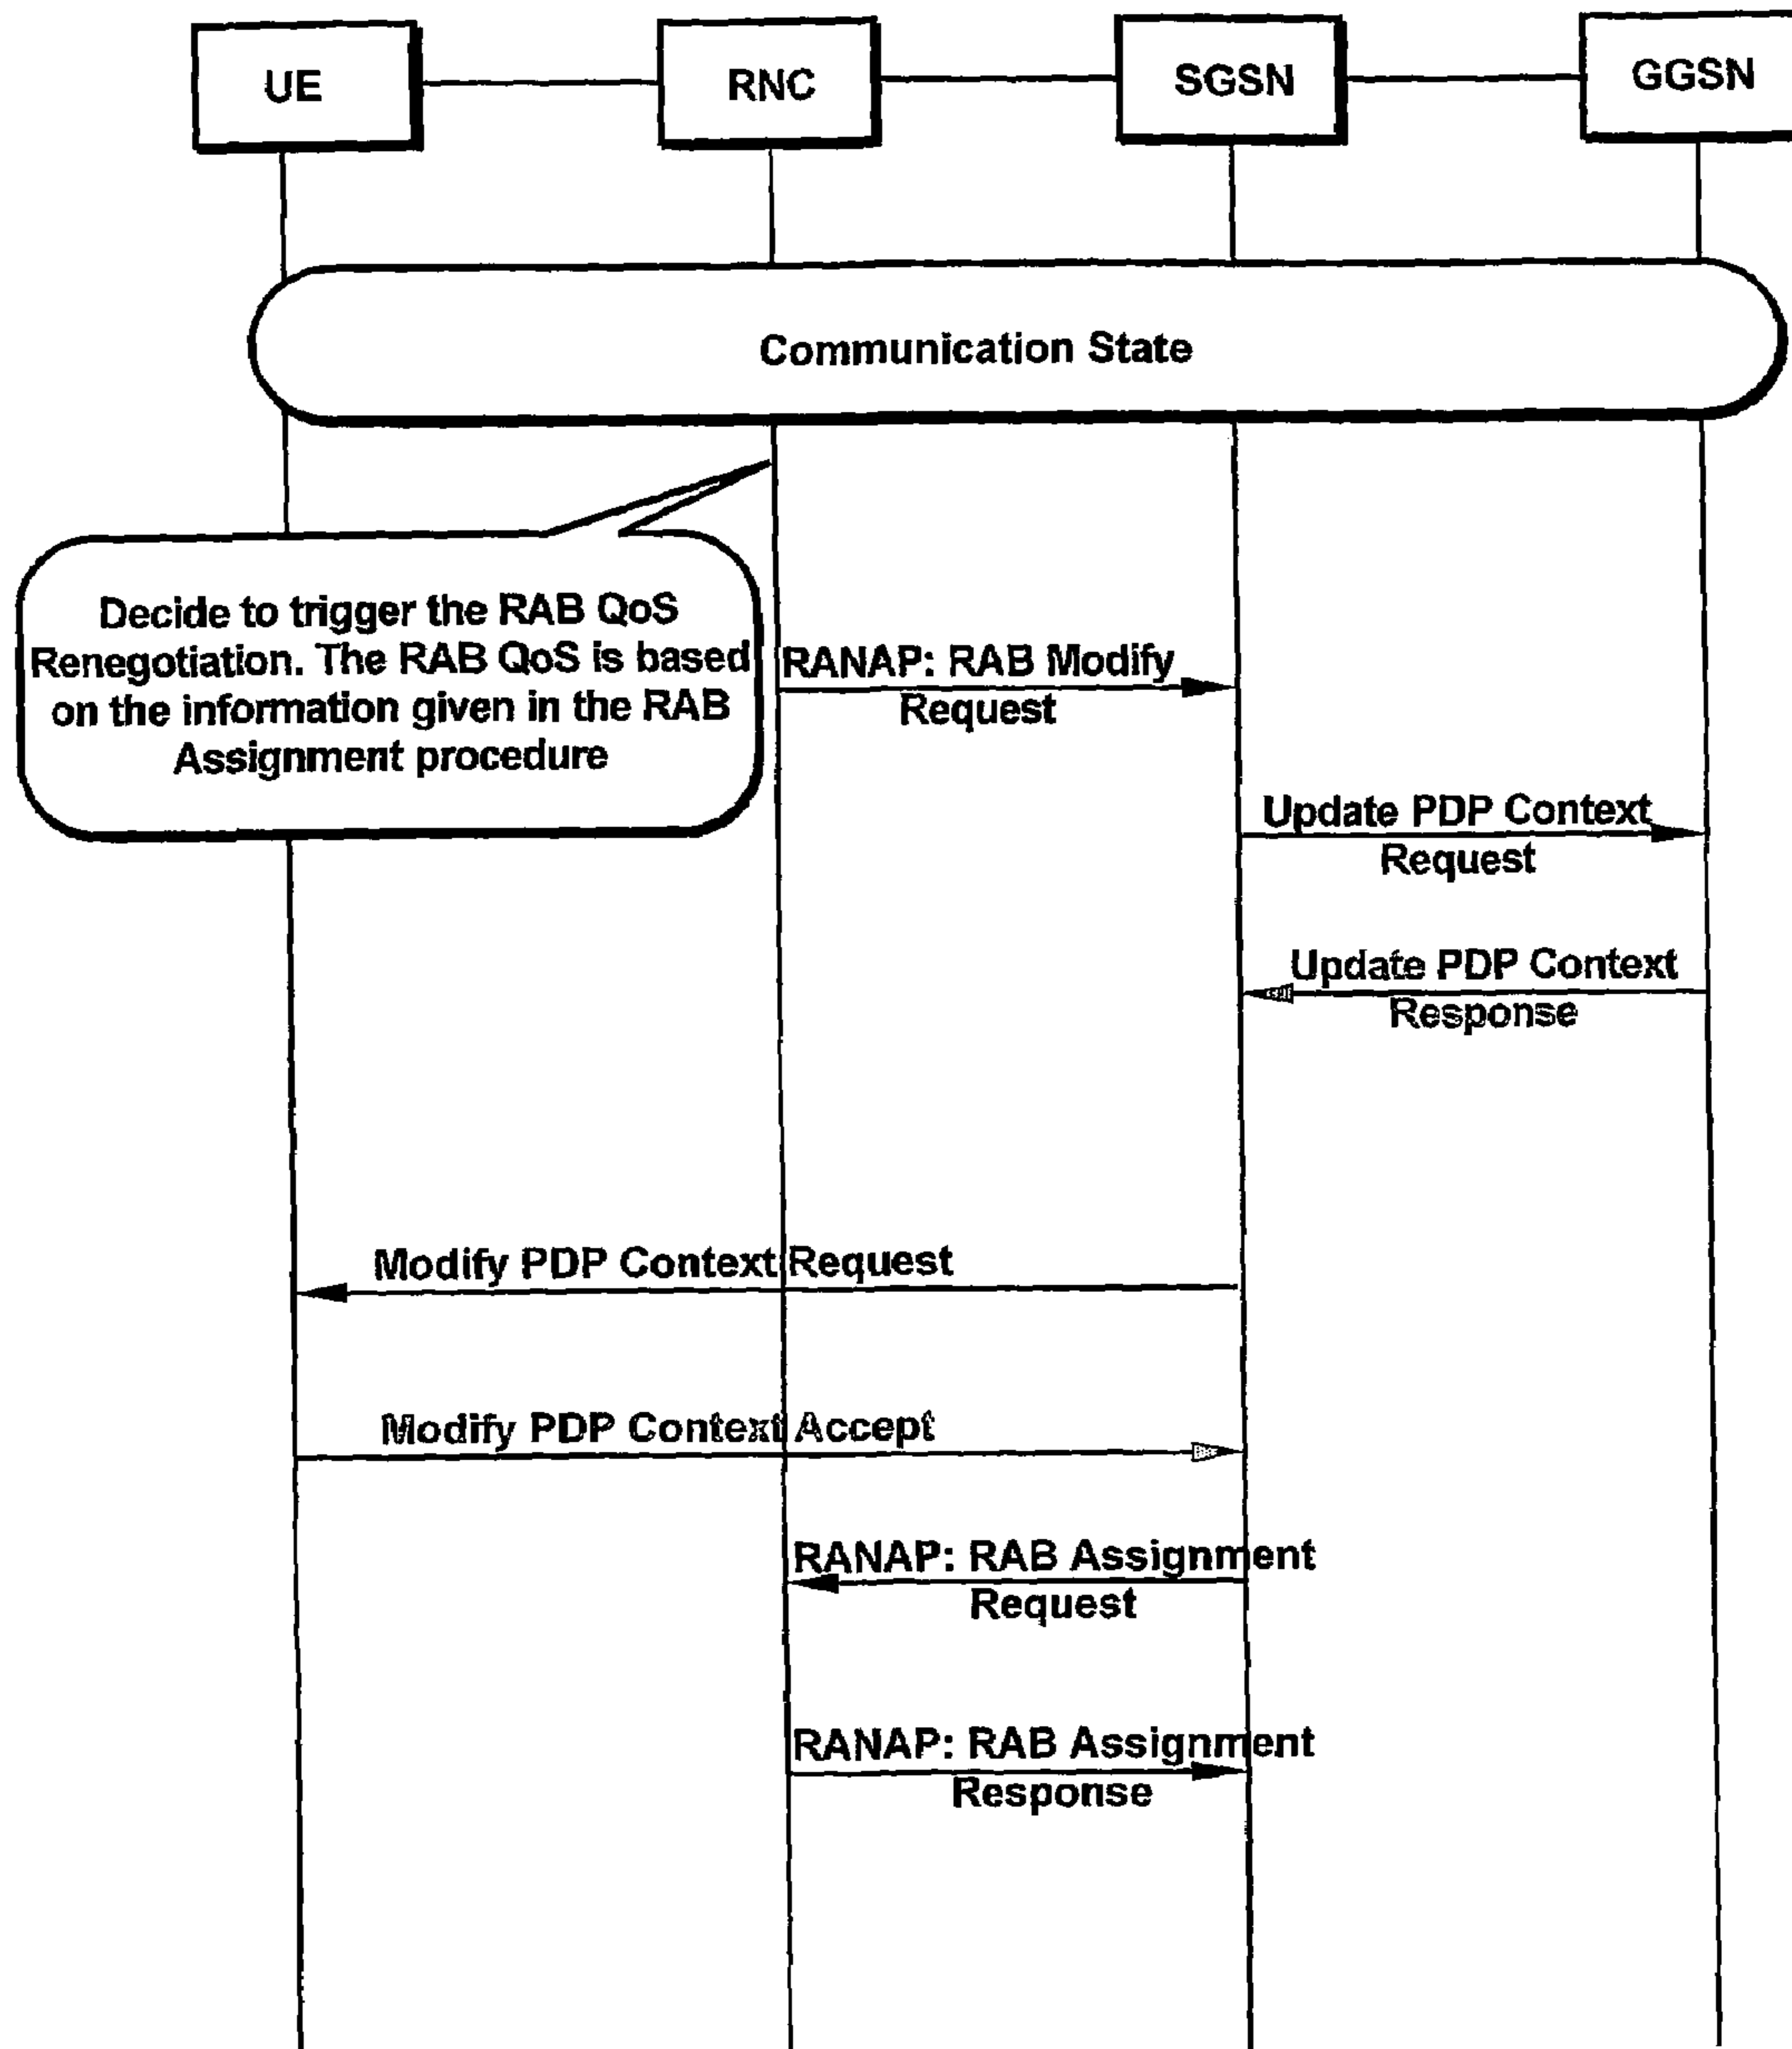 UE
RNC
SGSN
GGSN
Communication State
Decide to trigger the RAB QoS
Renegotiation. The RAB QoS is based
on the information given in the RAB
Assignment procedure
RANAP: RAB Modify
Request
Update PDP Context
Request
Update PDP Context
Response
Modify PDP Context Request
Modify PDP Context Accept
RANAP: RAB Assignment
Request
RANAP: RAB Assignment
Response